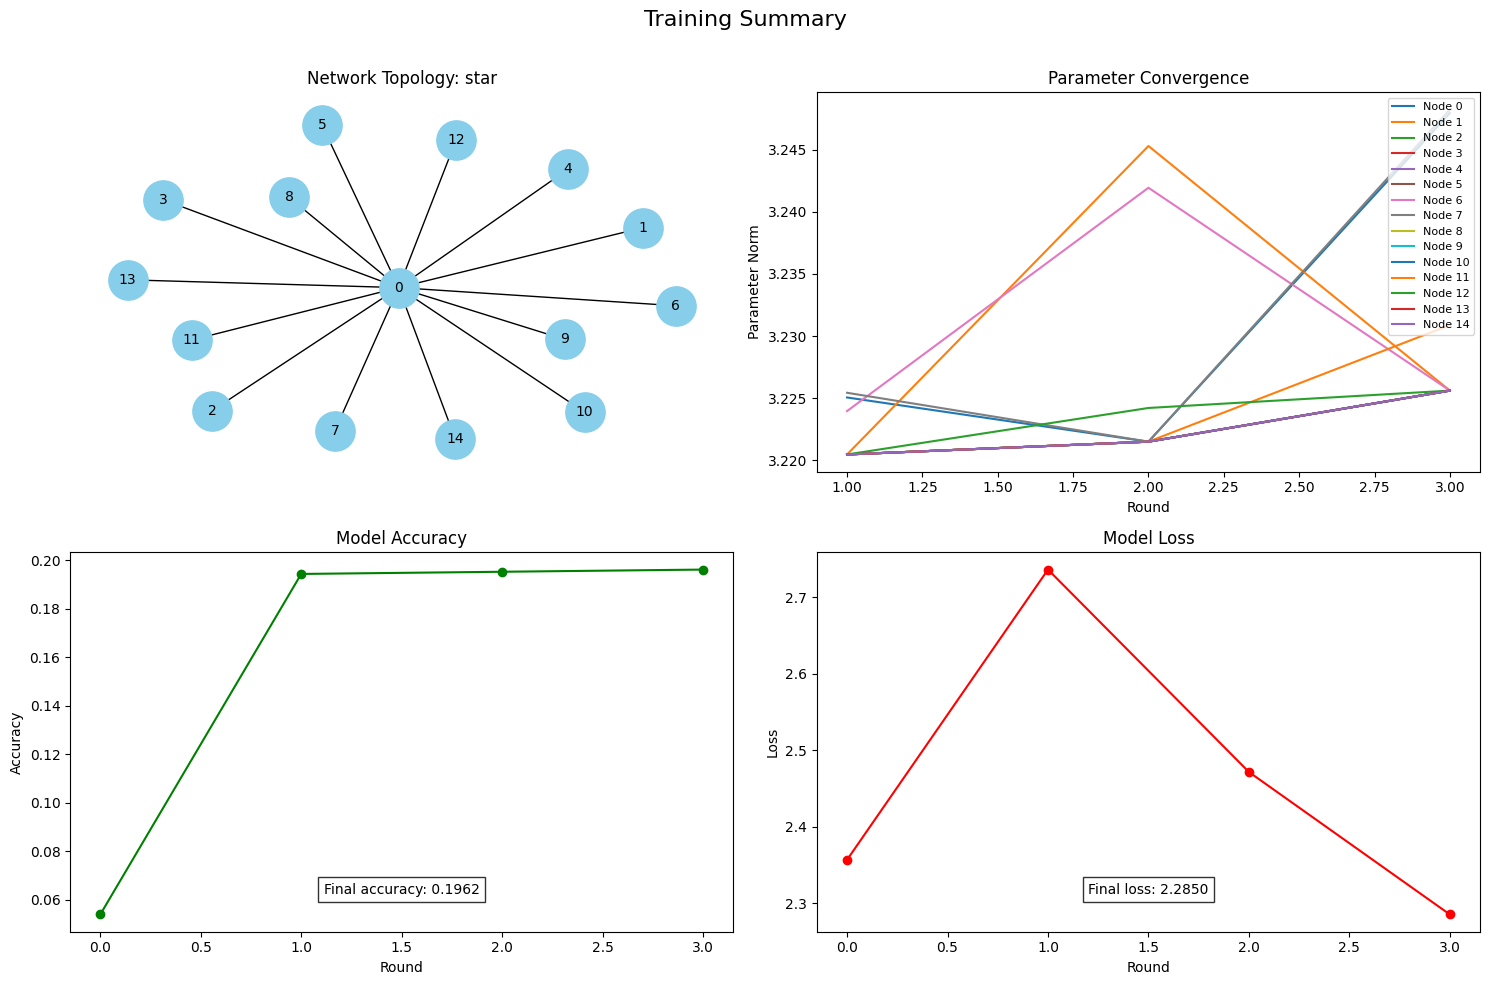 Training Summary
Network Topology: star
5
12
4
3
8
1
13
0
6
11
9
2
7
14
10
Parameter Convergence
Parameter Norm
3.245
3.240
3.235
3.230
3.225
3.220
1.00 1.25 1.50 1.75 2.00 2.25 2.50 2.75 3.00
Round
Node 0
Node 1
Node 2
Node 3
Node 4
Node 5
Node 6
Node 7
Node 8
Node 9
Node 10
Node 11
Node 12
Node 13
Node 14
Model Accuracy
Accuracy
0.20
0.18
0.16
0.14
0.12
0.10
0.08
0.06
Final accuracy: 0.1962
0.0 0.5 1.0 1.5 2.0 2.5 3.0
Round
Model Loss
Loss
2.7
2.6
2.5
2.4
2.3
Final loss: 2.2850
0.0 0.5 1.0 1.5 2.0 2.5 3.0
Round